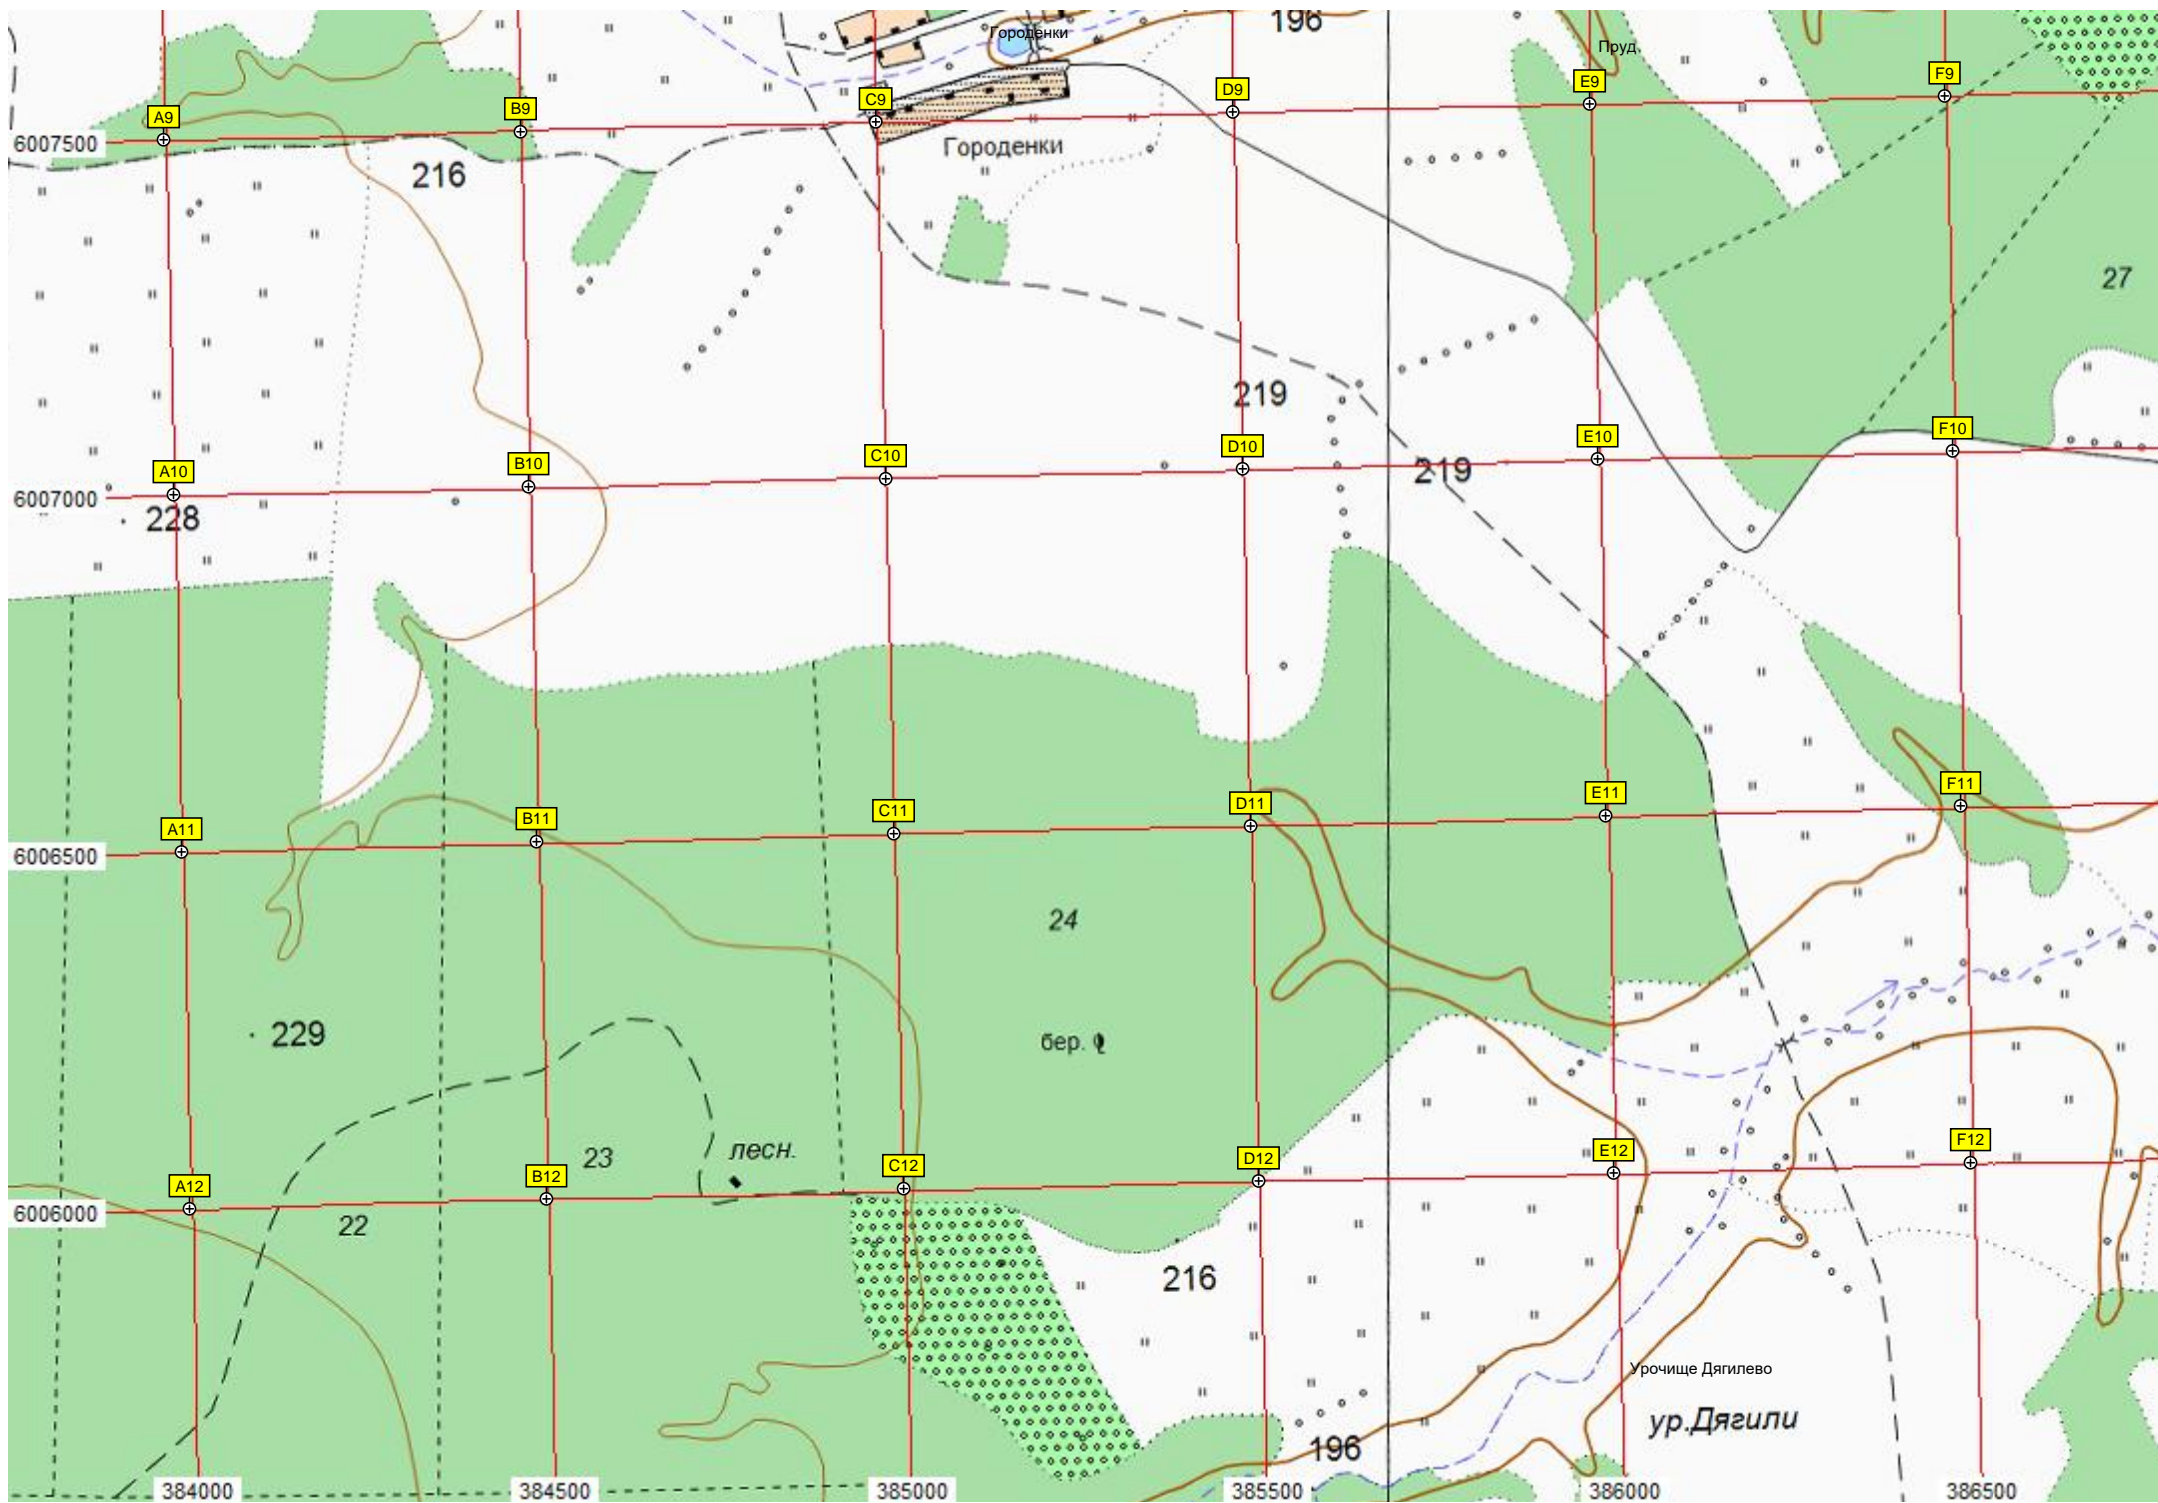 196
Городенки
Пруд
A9
B9
C9
D9
E9
F9
6007500
Городенки
216
27
219
A10
B10
C10
D10
E10
F10
6007000
228
219
A11
B11
C11
D11
E11
F11
6006500
24
229
бер.
23
лесн.
A12
B12
C12
D12
E12
F12
6006000
22
216
Урочище Дягилево
ур.Дягили
196
384000
384500
385000
385500
386000
386500